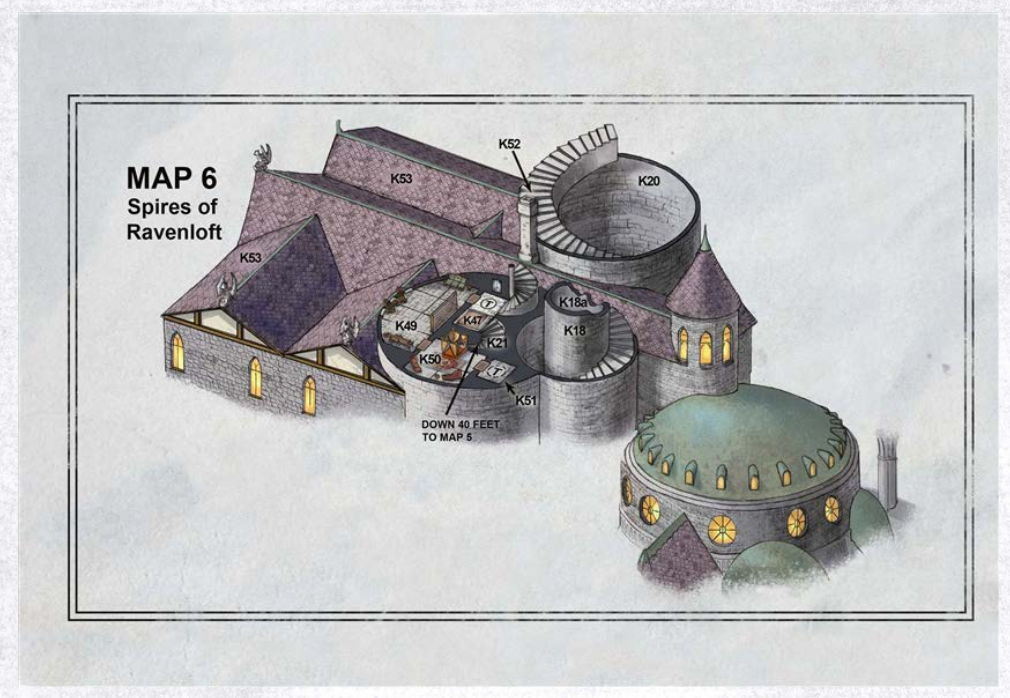 MAP 6
Spires of
Ravenloft
K52
K53
K20
K53
K18a
K49
K47
K18
K21
K50
T
T
K51
DOWN 40 FEET
TO MAP 5